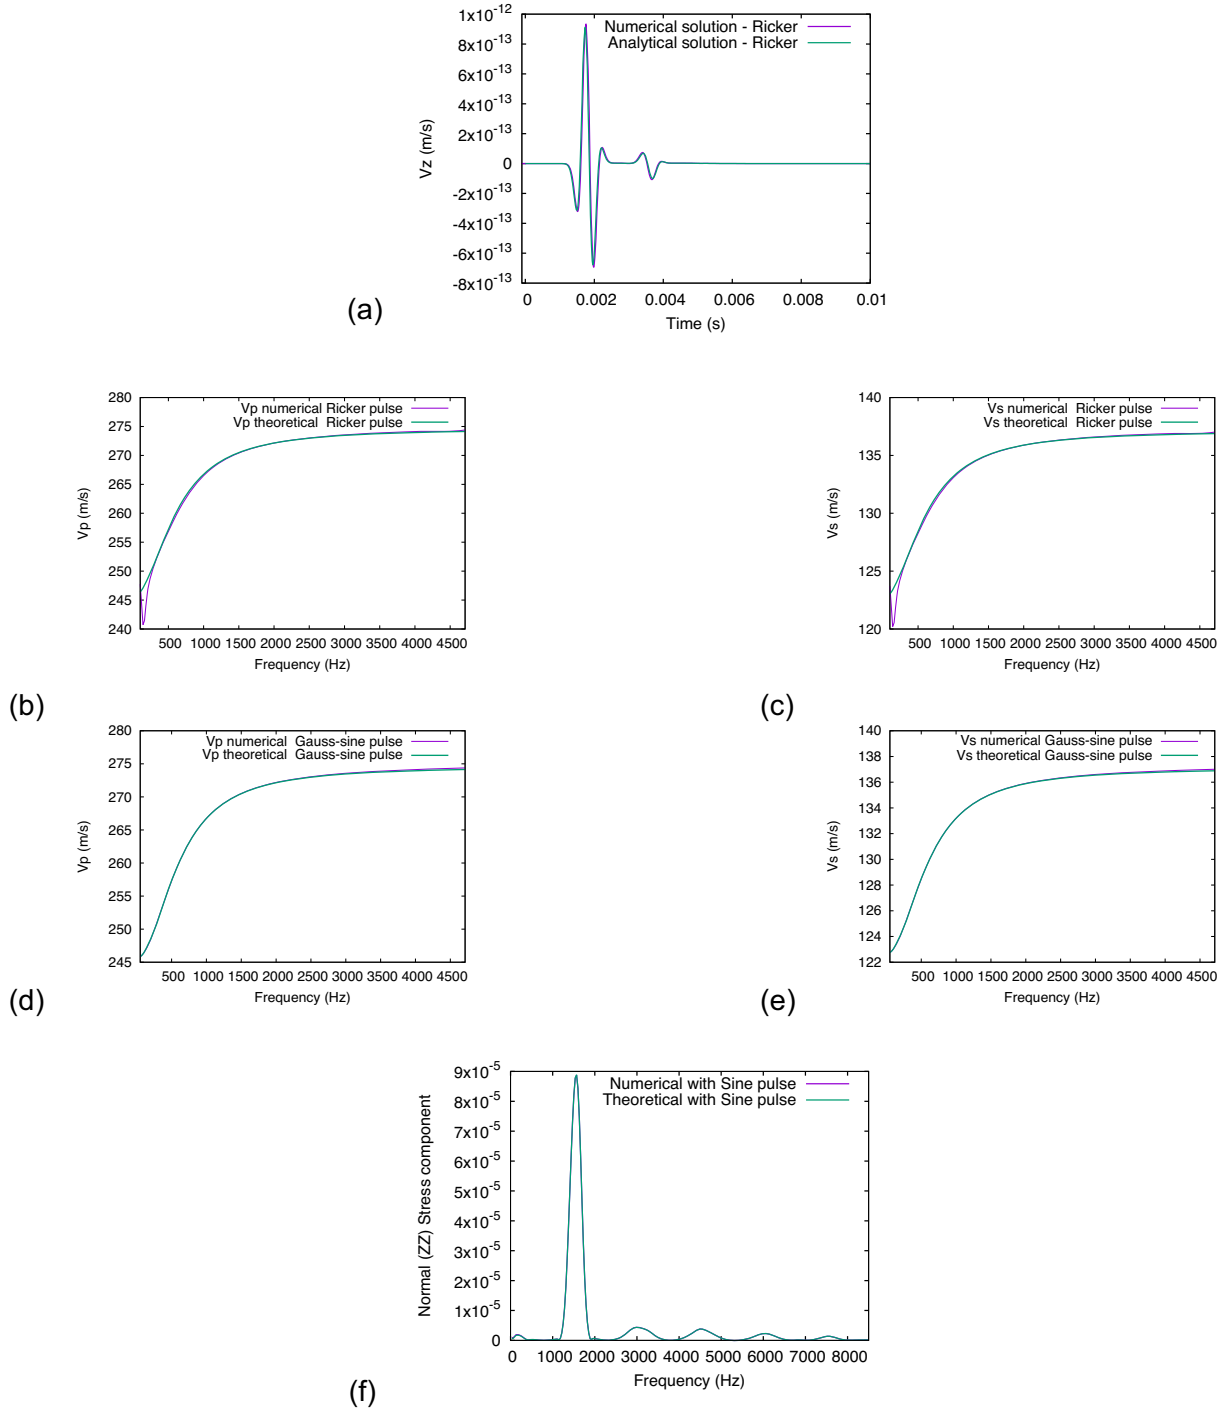 1x10-12
8x10-13
6x10-13
4x10-13
2x10-13
0
-2x10-13
-4x10-13
-6x10-13
-8x10-13
Vz (m/s)
Numerical solution - Ricker
Analytical solution - Ricker
0 0.002 0.004 0.006 0.008 0.01
Time (s)
(a)
280
275
270
265
260
255
250
245
240
Vp (m/s)
Vp numerical Ricker pulse
Vp theoretical Ricker pulse
500 1000 1500 2000 2500 3000 3500 4000 4500
Frequency (Hz)
(b)
140
135
130
125
120
Vs (m/s)
Vs numerical Ricker pulse
Vs theoretical Ricker pulse
500 1000 1500 2000 2500 3000 3500 4000 4500
Frequency (Hz)
(c)
280
275
270
265
260
255
250
245
Vp (m/s)
Vp numerical Gauss-sine pulse
Vp theoretical Gauss-sine pulse
500 1000 1500 2000 2500 3000 3500 4000 4500
Frequency (Hz)
(d)
140
138
136
134
132
130
128
126
124
122
Vs (m/s)
Vs numerical Gauss-sine pulse
Vs theoretical Gauss-sine pulse
500 1000 1500 2000 2500 3000 3500 4000 4500
Frequency (Hz)
(e)
9x10-5
8x10-5
7x10-5
6x10-5
5x10-5
4x10-5
3x10-5
2x10-5
1x10-5
0
Normal (ZZ) Stress component
Numerical with Sine pulse
Theoretical with Sine pulse
0 1000 2000 3000 4000 5000 6000 7000 8000
Frequency (Hz)
(f)